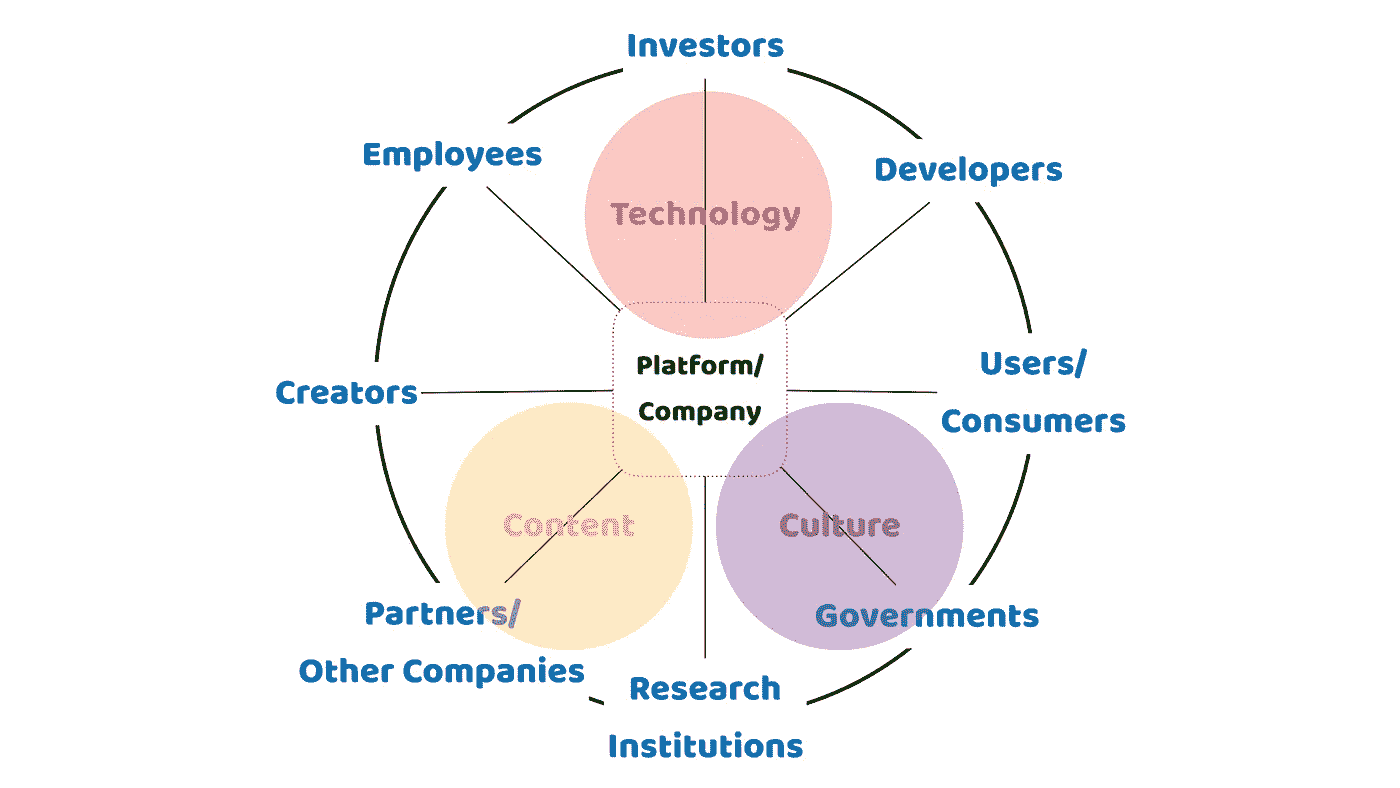 Investors
Employees
Developers
Technology
Platform/
Company
Users/
Consumers
Creators
Content
Culture
Partners/
Other Companies
Governments
Research
Institutions